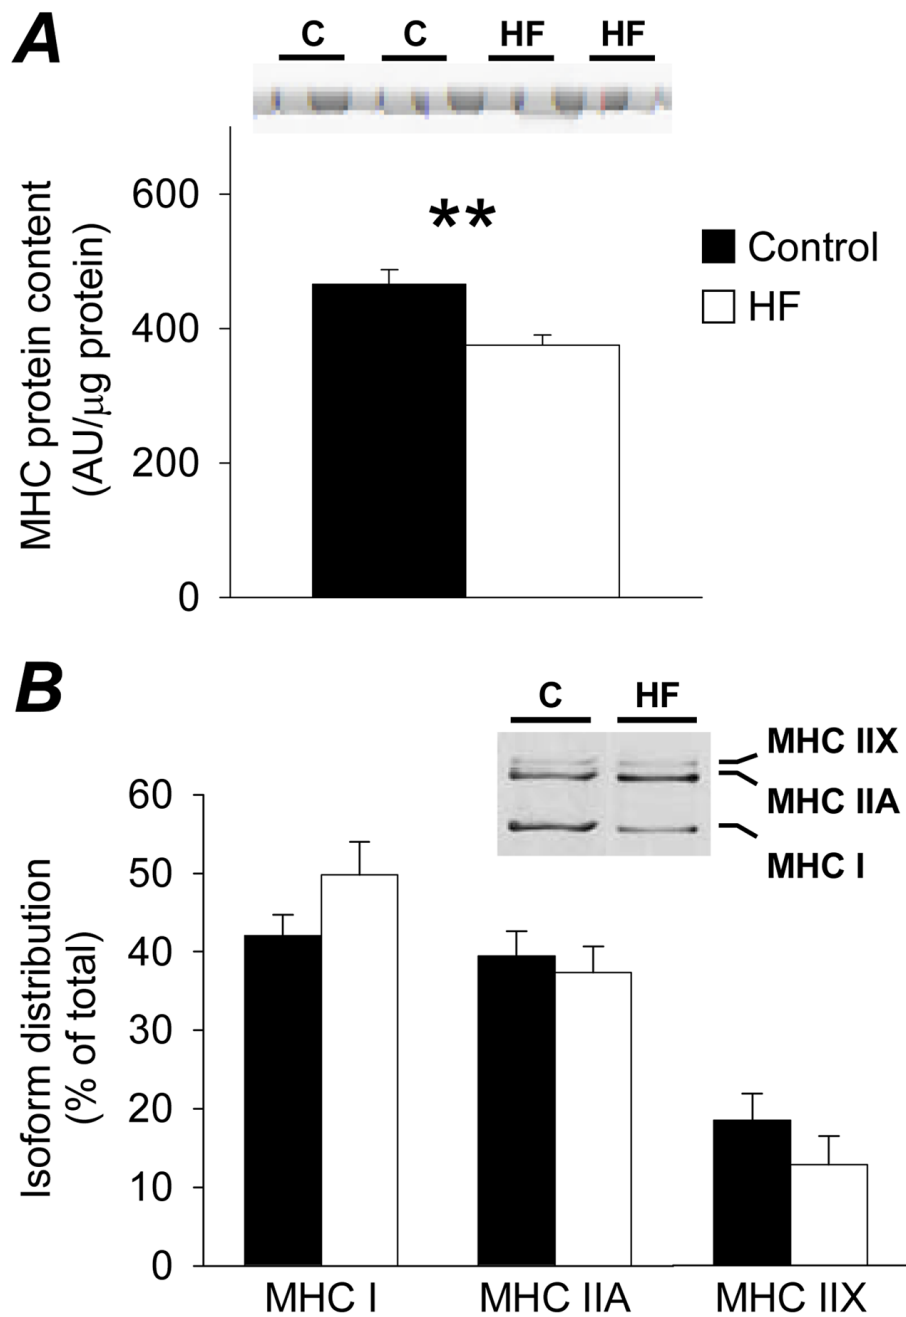 A
C C HF HF
MHC protein content
(AU/µg protein)
600
400
200
0
**
Control
HF
B
C HF
MHC IIX
MHC IIA
MHC I
Isoform distribution
(% of total)
60
50
40
30
20
10
0
MHC I MHC IIA MHC IIX